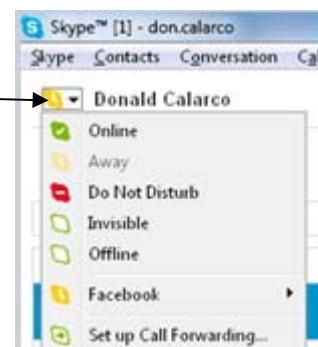 Skype™ [1] - don.calarco
Skype Contacts Conversation
Donald Calarco
Online
Away
Do Not Disturb
Invisible
Offline
Facebook
Set up Call Forwarding...